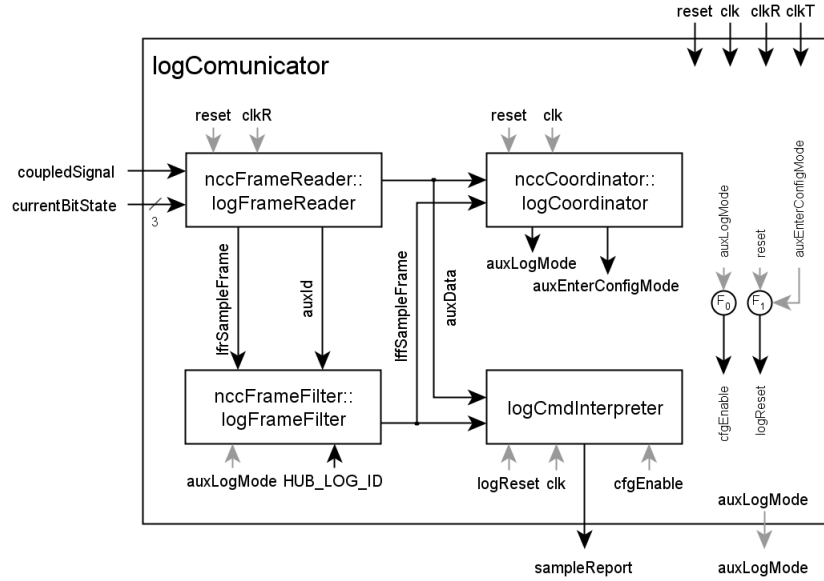 reset clk clkR clkT
logComunicator
reset clkR
reset clk
coupledSignal
currentBitState
3
nccFrameReader::
logFrameReader
nccCoordinator::
logCoordinator
auxLogMode
auxEnterConfigMode
lfrSampleFrame
auxId
lffSampleFrame
auxData
auxLogMode
reset
auxEnterConfigMode
F0
F1
cfgEnable
logReset
nccFrameFilter::
logFrameFilter
logCmdInterpreter
auxLogMode HUB_LOG_ID
logReset clk cfgEnable
auxLogMode
sampleReport
auxLogMode